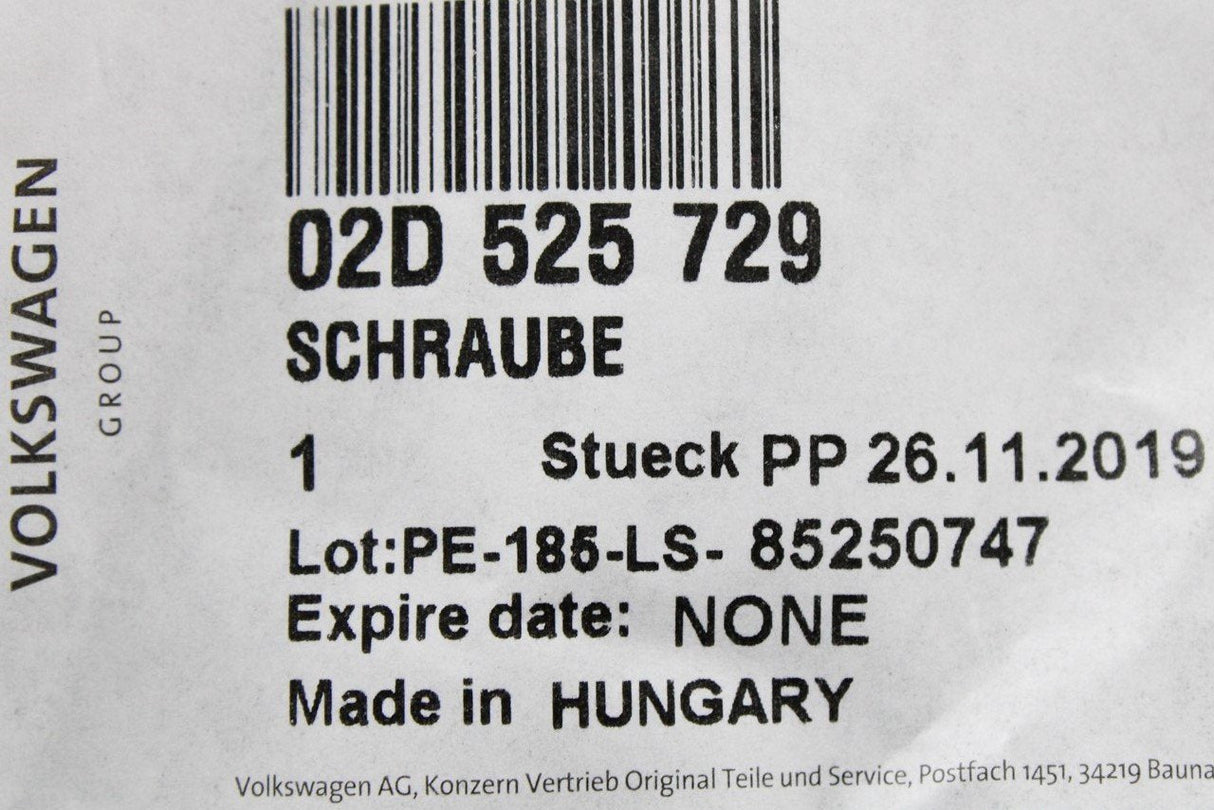 VOLKSWAGEN
GROUP
02D 525 729
SCHRAUBE
1 Stueck PP 26.11.2019
Lot:PE-185-LS- 85250747
Expire date: NONE
Made in HUNGARY
Volkswagen AG, Konzern Vertrieb Original Teile und Service, Postfach 1451, 34219 Bauna